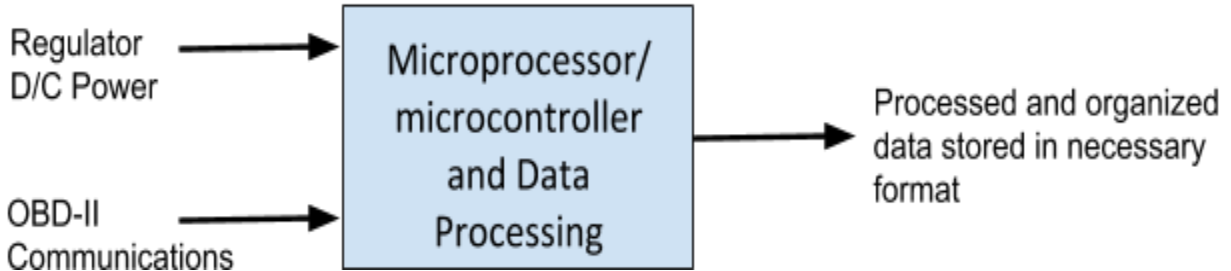 Regulator
D/C Power
OBD-II
Communications
Microprocessor/
microcontroller
and Data
Processing
Processed and organized
data stored in necessary
format